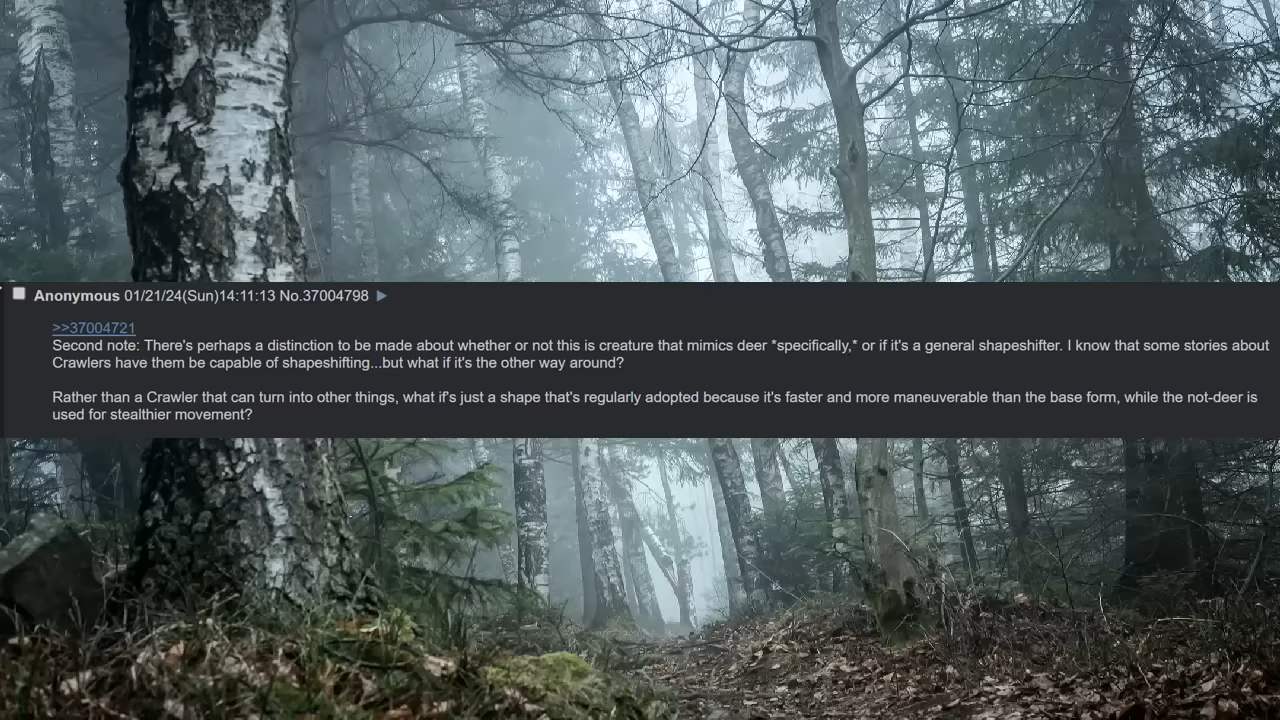 Anonymous 01/21/24(Sun)14:11:13 No.37004798 ▶
>>37004721
Second note: There's perhaps a distinction to be made about whether or not this is creature that mimics deer *specifically,* or if it's a general shapeshifter. I know that some stories about
Crawlers have them be capable of shapeshifting...but what if it's the other way around?
Rather than a Crawler that can turn into other things, what if's just a shape that's regularly adopted because it's faster and more maneuverable than the base form, while the not-deer is
used for stealthier movement?